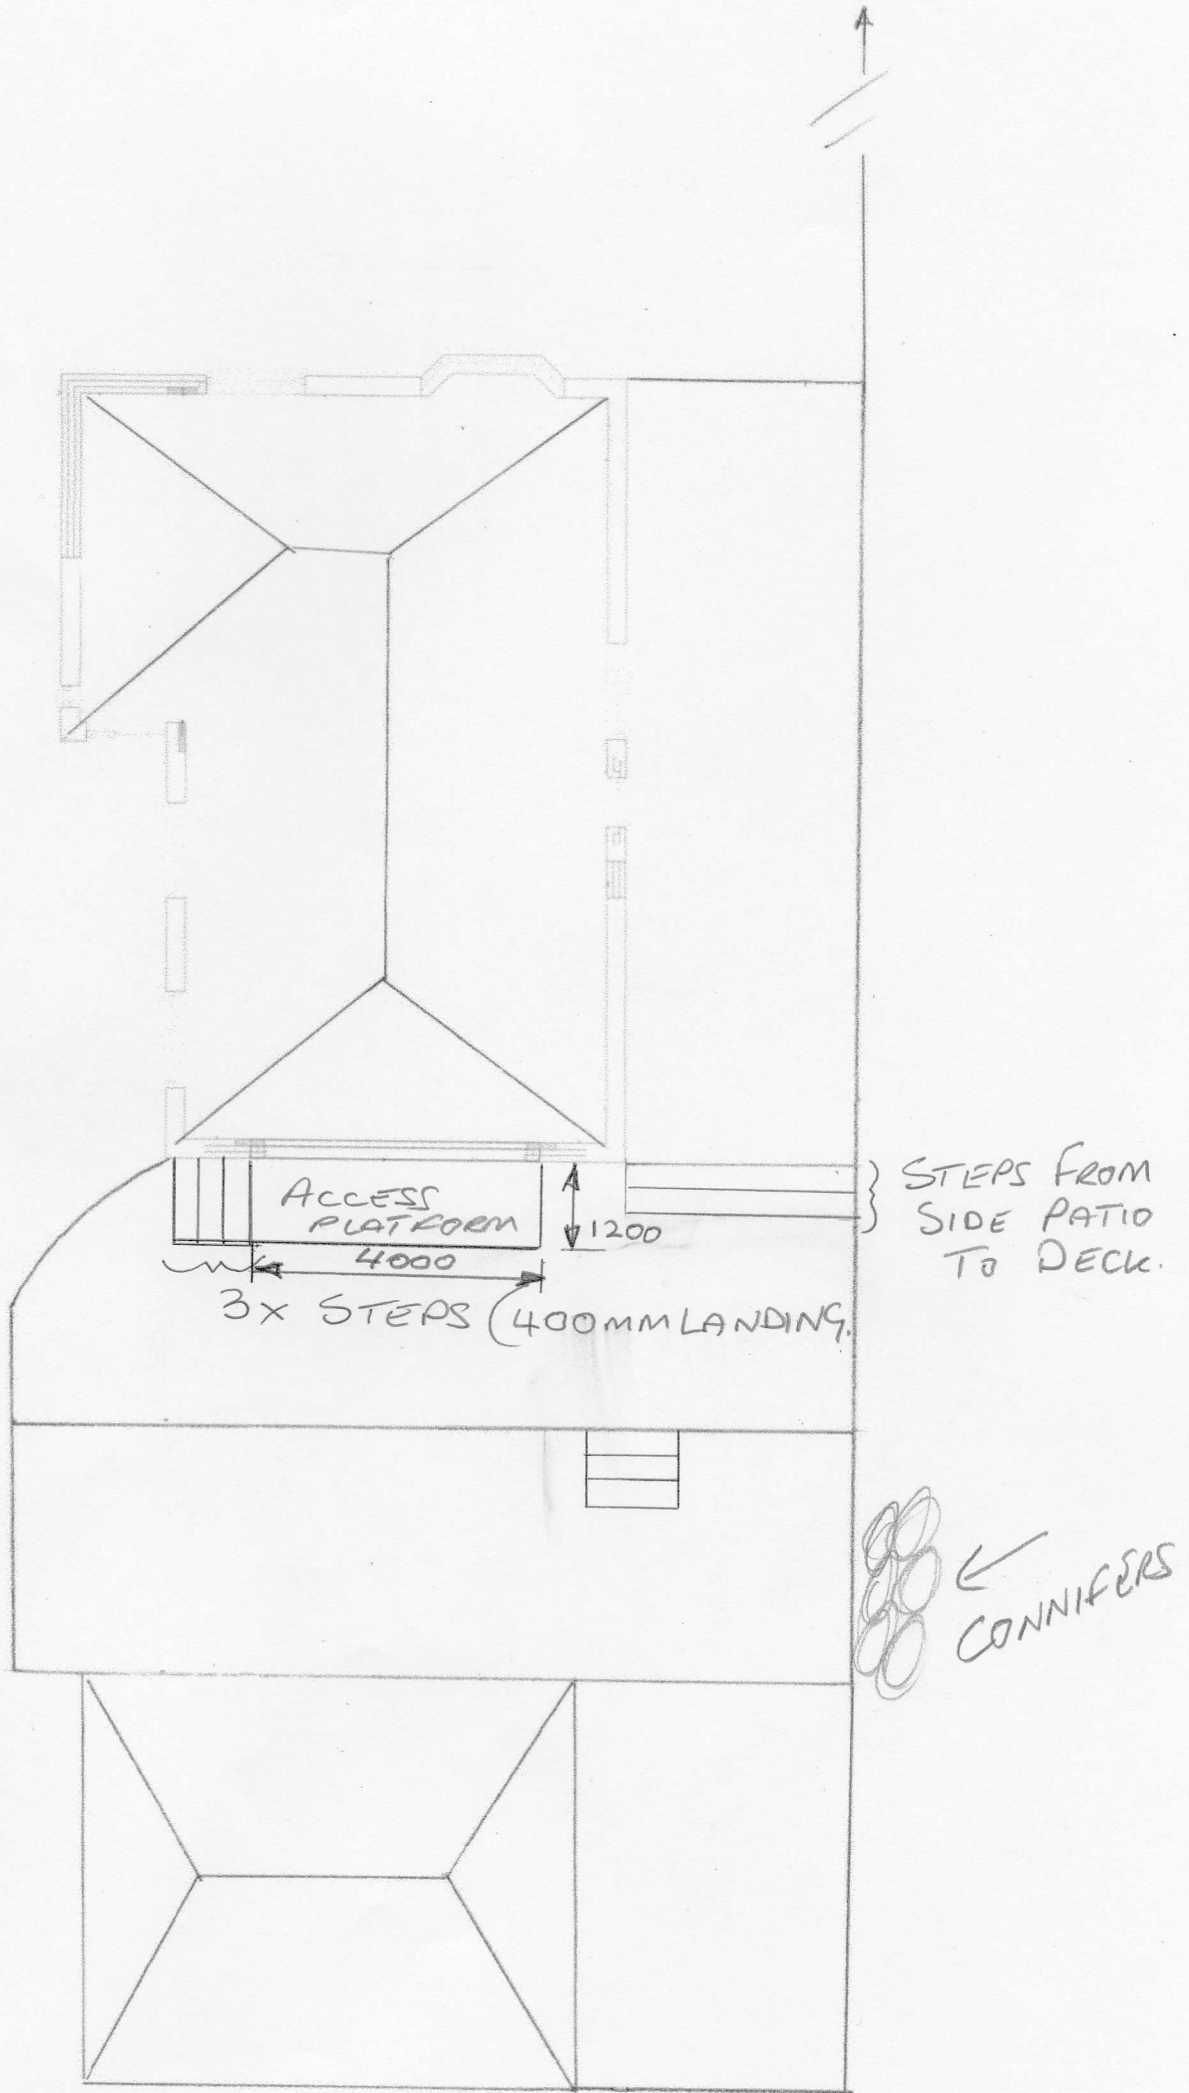 ACCESS
PLATFORM
1200
4000
3X STEPS (400MM LANDING.
STEPS FROM
SIDE PATIO
TO DECK.
CONNIFERS